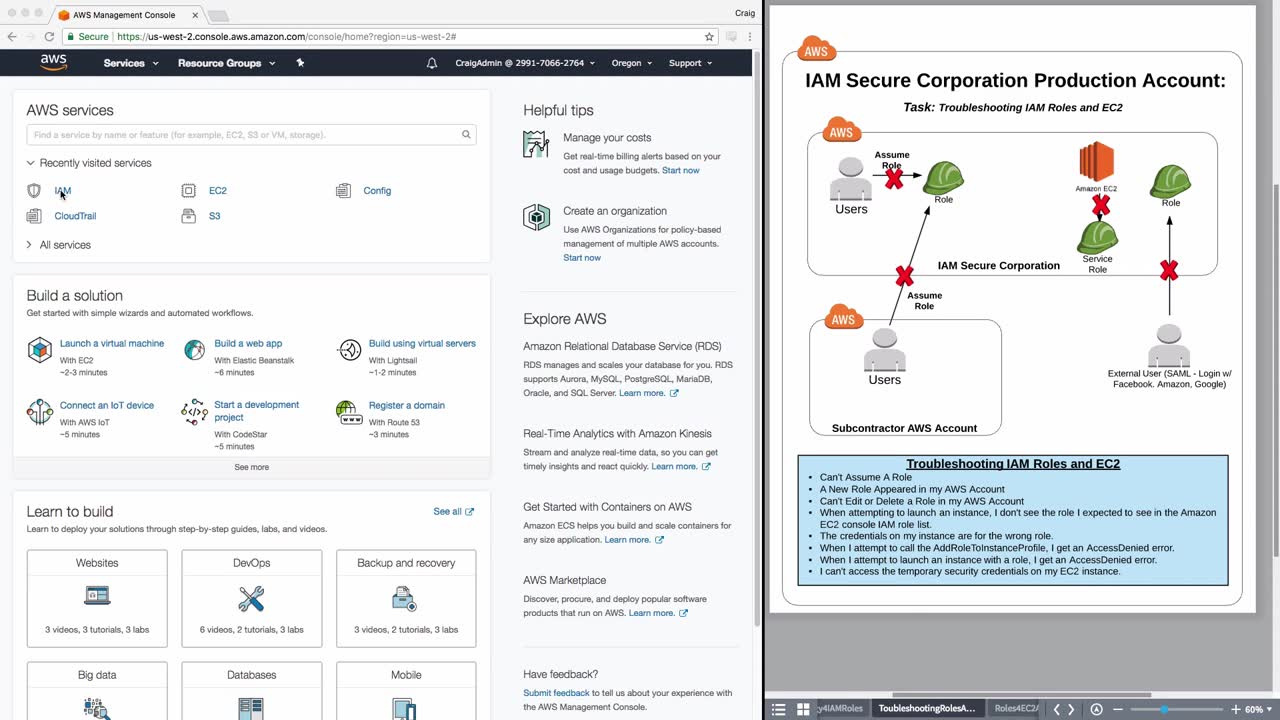 AWS Management Console
Craig
Secure
https://us-west-2.console.aws.amazon.com/console/home?region=us-west-2#
aws
Services
Resource Groups
CraigAdmin @ 2991-7066-2764
Oregon
Support
AWS services
Find a service by name or feature (for example, EC2, S3 or VM, storage).
Recently visited services
IAM
EC2
Config
CloudTrail
S3
All services
Build a solution
Get started with simple wizards and automated workflows.
Launch a virtual machine
With EC2
~2-3 minutes
Build a web app
With Elastic Beanstalk
~6 minutes
Build using virtual servers
With Lightsail
~1-2 minutes
Connect an IoT device
With AWS IoT
~5 minutes
Start a development
project
With CodeStar
~5 minutes
Register a domain
With Route 53
~3 minutes
See more
Learn to build
See all
Learn to deploy your solutions through step-by-step guides, labs, and videos.
Websites
3 videos, 3 tutorials, 3 labs
DevOps
6 videos, 2 tutorials, 3 labs
Backup and recovery
3 videos, 2 tutorials, 3 labs
Big data
Databases
Mobile
Helpful tips
Manage your costs
Get real-time billing alerts based on your
cost and usage budgets. Start now
Create an organization
Use AWS Organizations for policy-based
management of multiple AWS accounts.
Start now
Explore AWS
Amazon Relational Database Service (RDS)
RDS manages and scales your database for you. RDS
supports Aurora, MySQL, PostgreSQL, MariaDB,
Oracle, and SQL Server. Learn more.
Real-Time Analytics with Amazon Kinesis
Stream and analyze real-time data, so you can get
timely insights and react quickly. Learn more.
Get Started with Containers on AWS
Amazon ECS helps you build and scale containers for
any size application. Learn more.
AWS Marketplace
Discover, procure, and deploy popular software
products that run on AWS. Learn more.
Have feedback?
Submit feedback to tell us about your experience with
the AWS Management Console.
AWS
IAM Secure Corporation Production Account:
Task: Troubleshooting IAM Roles and EC2
AWS
Assume
Role
Users
Role
Amazon EC2
Service
Role
Role
IAM Secure Corporation
Assume
Role
AWS
Users
Subcontractor AWS Account
External User (SAML - Login w/
Facebook. Amazon, Google)
Troubleshooting IAM Roles and EC2
• Can't Assume A Role
• A New Role Appeared in my AWS Account
• Can't Edit or Delete a Role in my AWS Account
• When attempting to launch an instance, I don't see the role I expected to see in the Amazon
EC2 console IAM role list.
• The credentials on my instance are for the wrong role.
• When I attempt to call the AddRoleToInstanceProfile, I get an AccessDenied error.
• When I attempt to launch an instance with a role, I get an AccessDenied error.
• I can't access the temporary security credentials on my EC2 instance.
y4IAMRoles
TroubleshootingRolesA...
Roles4EC2
60%